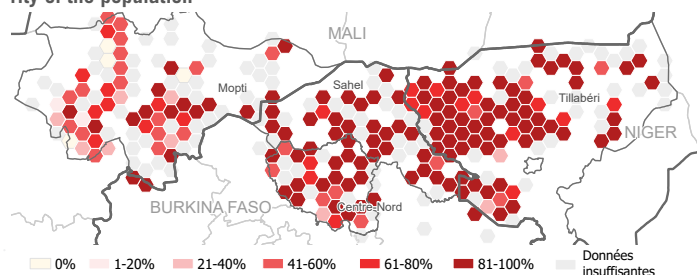 rity of the population
MALI
Mopti
Sahel
Tillabéri
NIGER
BURKINA FASO
Centre-Nord
0%
1-20%
21-40%
41-60%
61-80%
81-100%
Données
insuffisantes